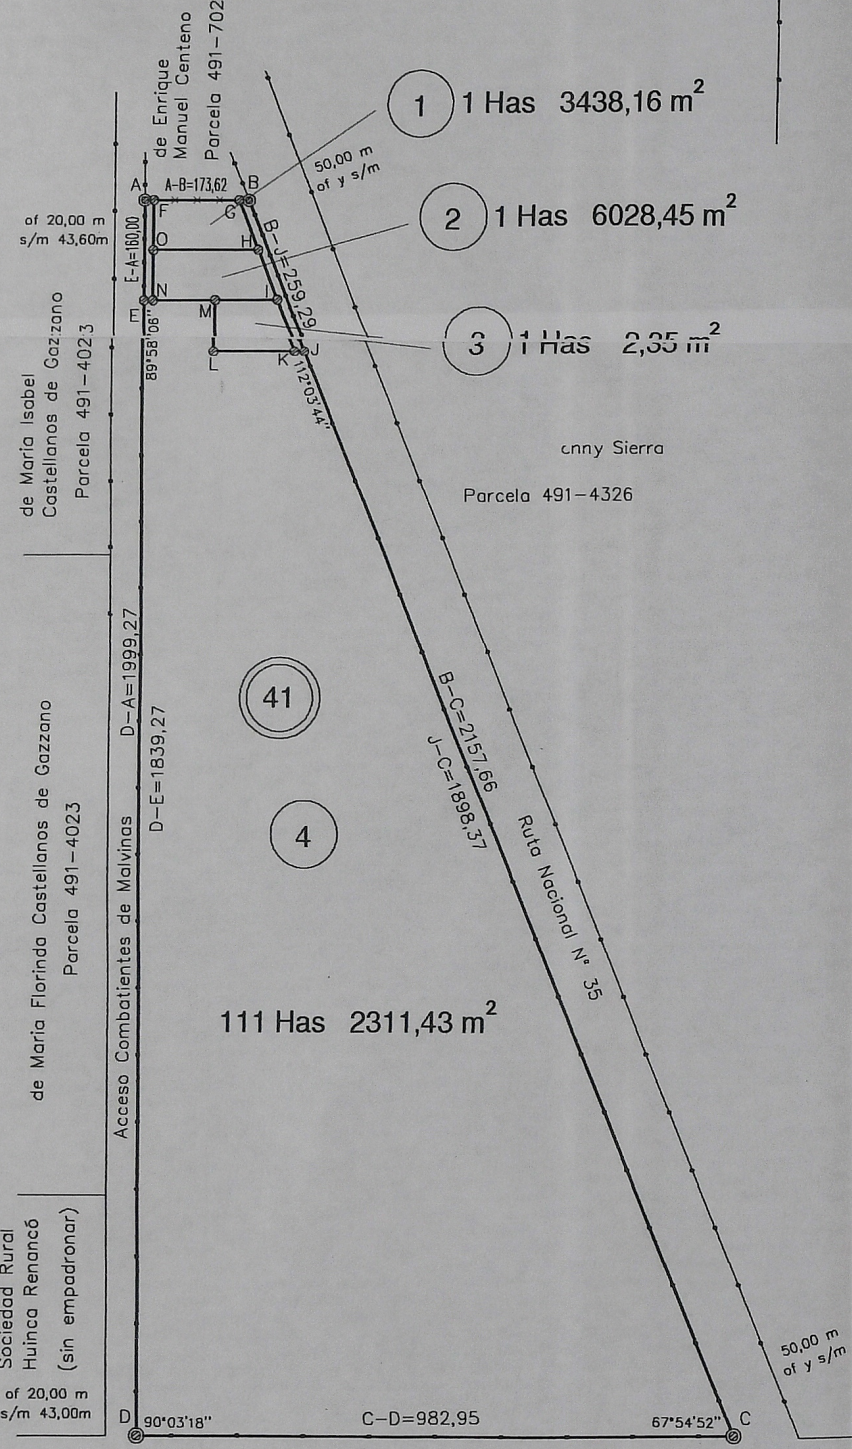 de Enrique
Manuel Centeno
Parcela 491-702
1 1 Has 3438,16 m²
50,00 m
of y s/m
A A-B=173,62 B
F G
of 20,00 m
s/m 43,60m
E-A=160,00
2 1 Has 6028,45 m²
O H
B-J=259,29
N M I
E
89°58'06"
3 1 Has 2,35 m²
L K J
112°03'44"
de Maria Isabel
Castellanos de Gazzano
Parcela 491-4023
nny Sierra
Parcela 491-4326
D-A=1999,27
D-E=1839,27
41
B-C=2157,66
J-C=1898,37
4
de Maria Florinda Castellanos de Gazzano
Parcela 491-4023
Acceso Combatientes de Malvinas
Ruta Nacional N° 35
111 Has 2311,43 m²
Sociedad Rural
Huinca Renancó
(sin empadronar)
of 20,00 m
s/m 43,00m
50,00 m
of y s/m
D 90°03'18" C-D=982,95 67°54'52" C